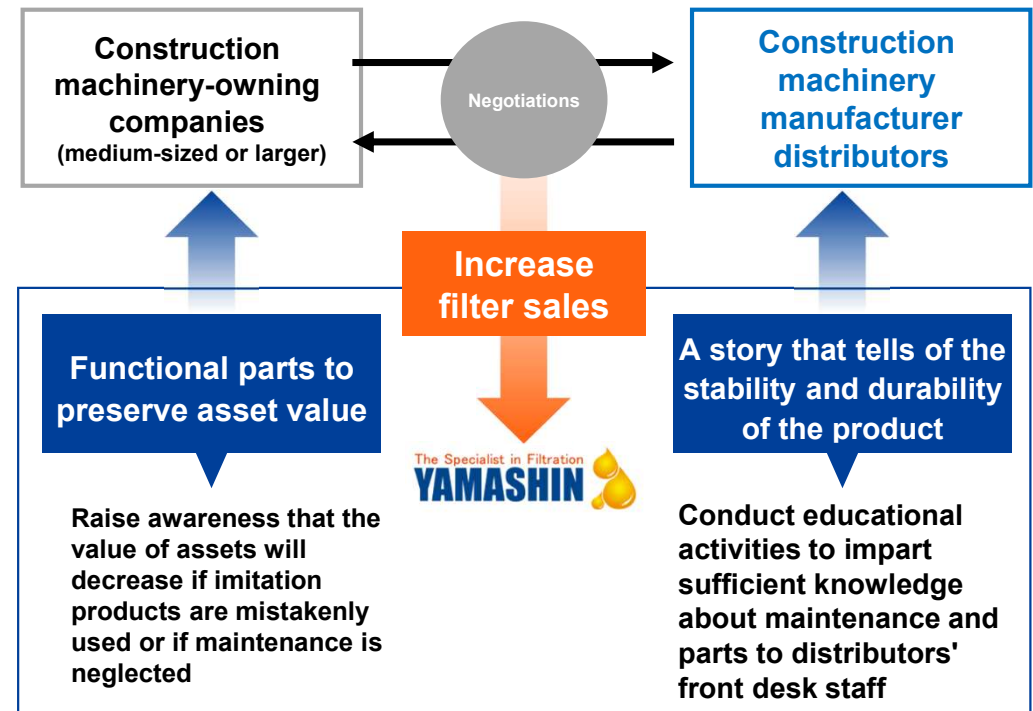 Construction
machinery-owning
companies
(medium-sized or larger)
Negotiations
Construction
machinery
manufacturer
distributors
Increase
filter sales
Functional parts to
preserve asset value
A story that tells of the
stability and durability
of the product
The Specialist in Filtration
YAMASHIN
Raise awareness that the
value of assets will
decrease if imitation
products are mistakenly
used or if maintenance is
neglected
Conduct educational
activities to impart
sufficient knowledge
about maintenance and
parts to distributors'
front desk staff